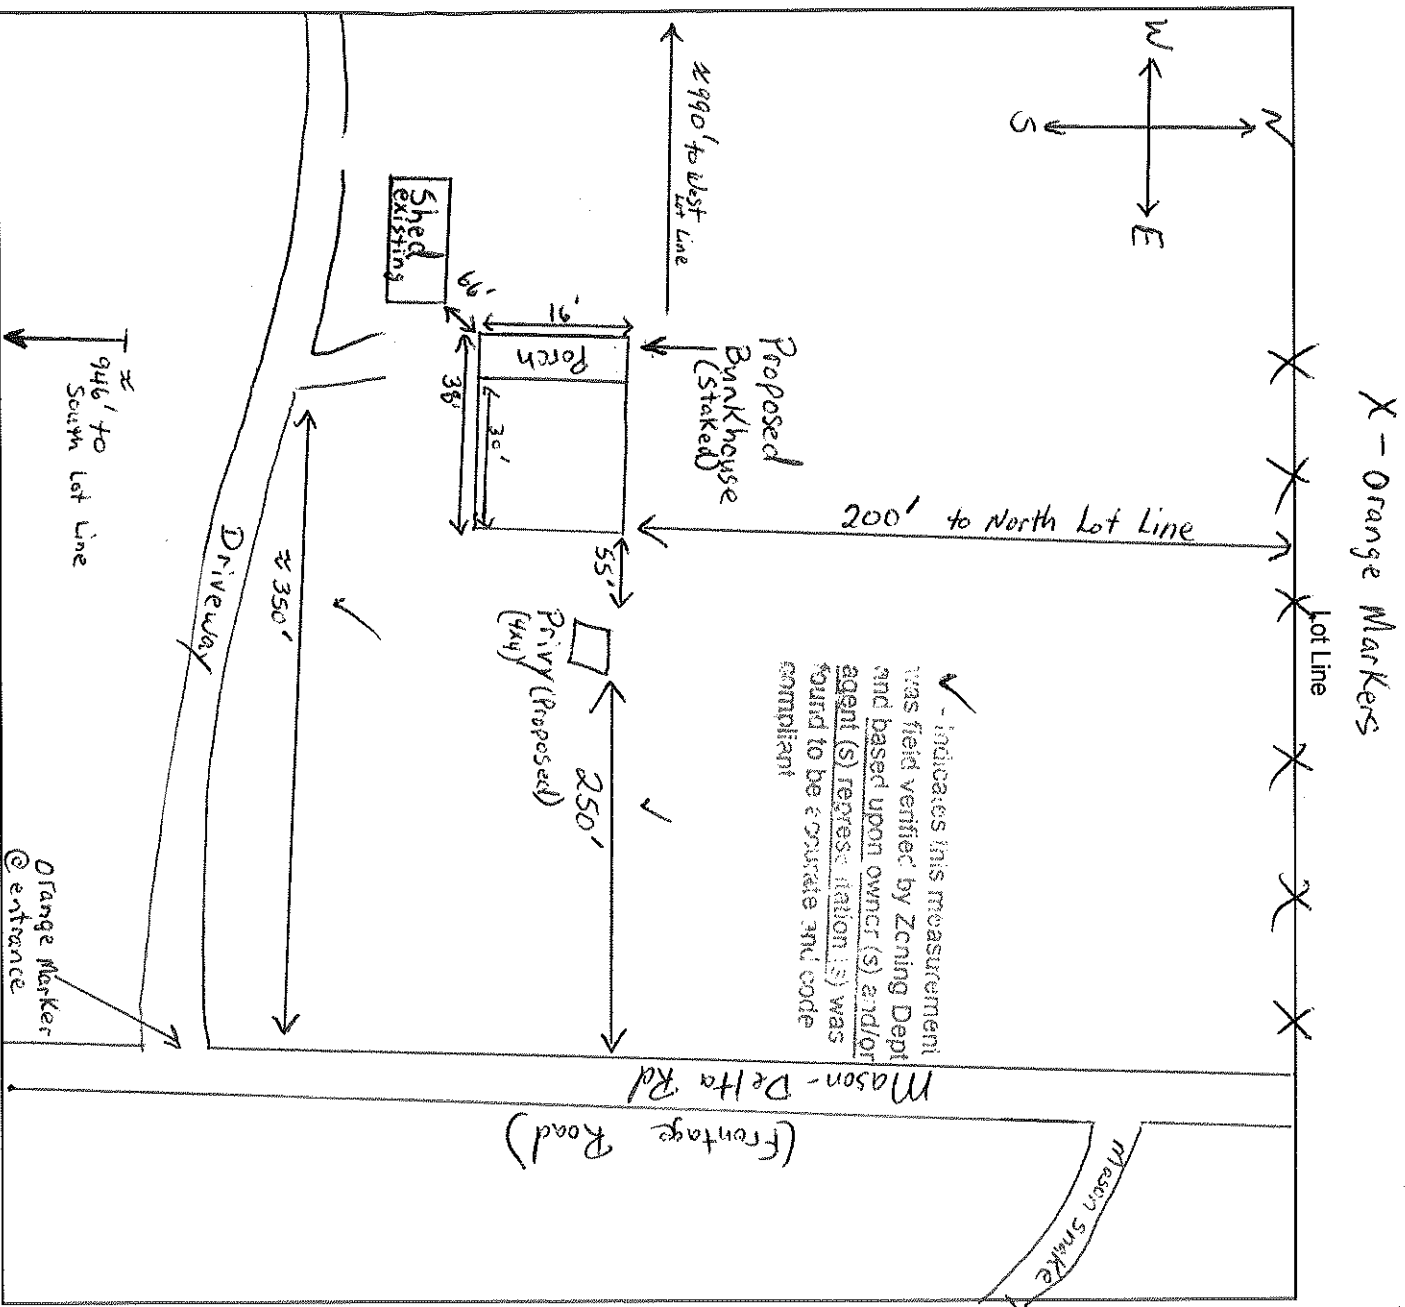 X - Orange Markers
Lot Line
N
W
E
S
≈ 990' to West
Lot Line
Proposed
Bunkhouse
(Staked)
200' to North Lot Line
Shed
existing
Porch
38'
30'
55'
Privy (Proposed)
(4x4)
250'
✓
✓ - indicates this measurement
was field verified by Zoning Dept
and based upon owner (s) and/or
agent (s) representation (s) was
found to be accurate and code
compliant
≈ 350'
✓
Driveway
≈
946' to
South Lot Line
Orange Marker
@ entrance
Mason-Delta Rd
(Frontage Road)
Mason Snake